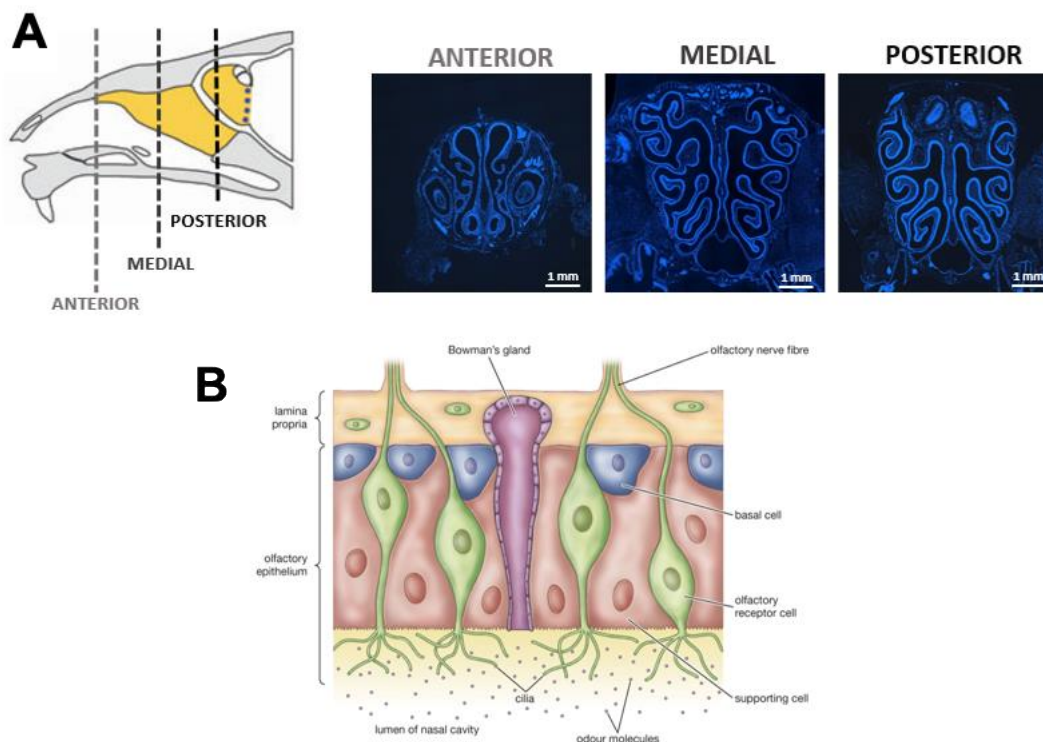 A
POSTERIOR
MEDIAL
ANTERIOR
ANTERIOR
MEDIAL
POSTERIOR
1 mm
1 mm
1 mm
B
Bowman's gland
olfactory nerve fibre
lamina
propria
basal cell
olfactory
epithelium
olfactory
receptor cell
supporting cell
cilia
lumen of nasal cavity
odour molecules